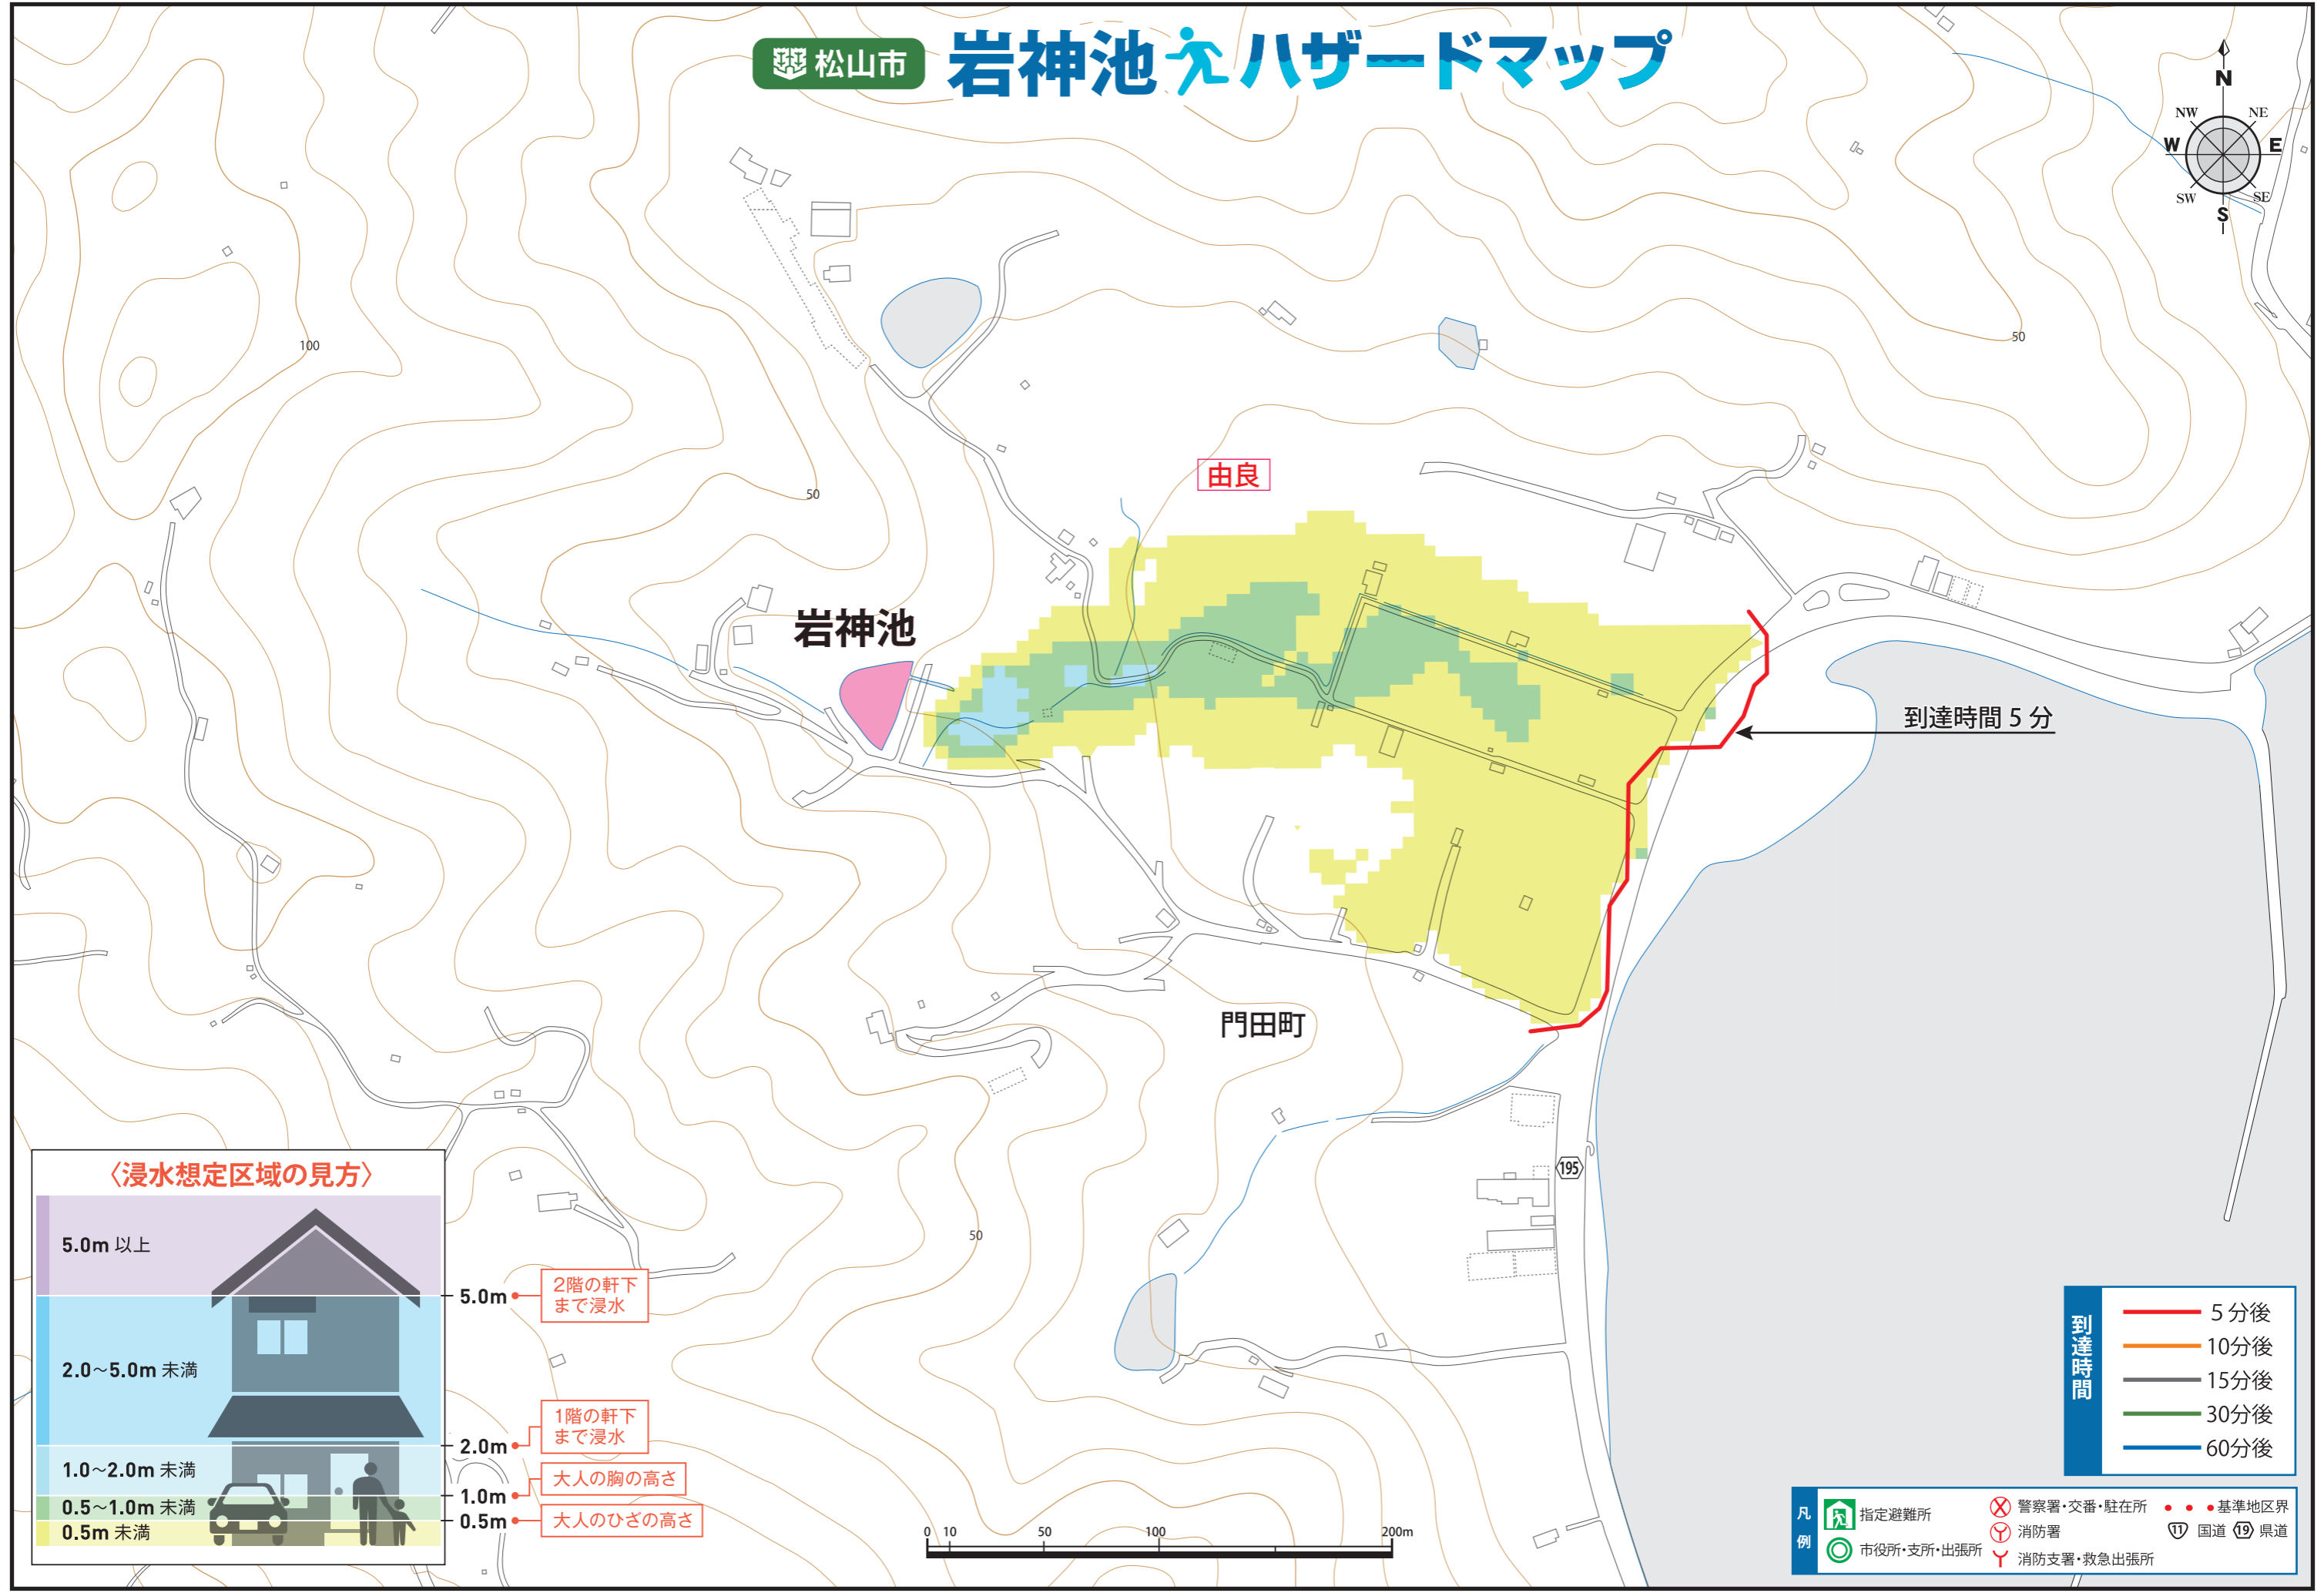 松山市 岩神池 ハザードマップ
N
NW NE
W E
SW SE
S
100
50
50
由良
岩神池
到達時間 5 分
門田町
195
50
〈浸水想定区域の見方〉
5.0m 以上
5.0m
2階の軒下
まで浸水
2.0～5.0m 未満
2.0m
1階の軒下
まで浸水
1.0～2.0m 未満
1.0m
大人の胸の高さ
0.5～1.0m 未満
0.5m
大人のひざの高さ
0.5m 未満
0 10 50 100 200m
到達時間
5 分後
10分後
15分後
30分後
60分後
凡例
指定避難所
市役所・支所・出張所
警察署・交番・駐在所
消防署
消防支署・救急出張所
基準地区界
11 国道 19 県道